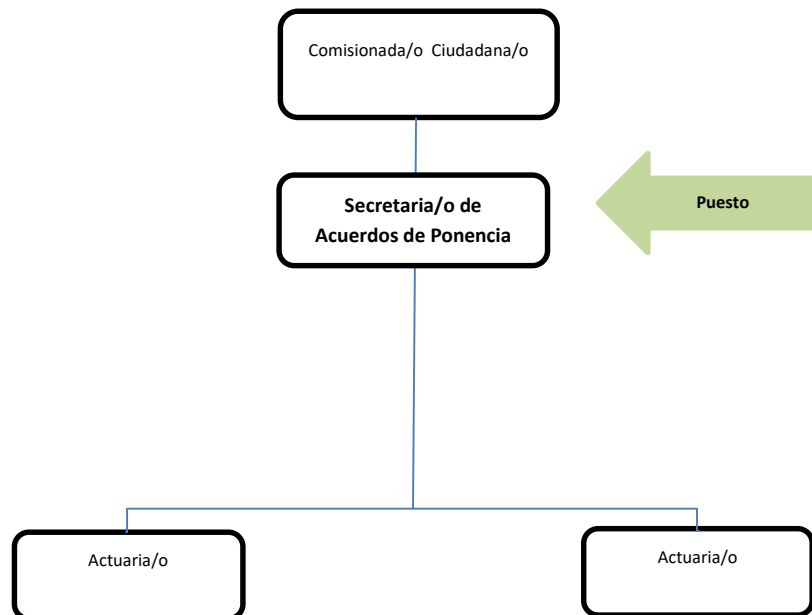 Comisionada/o Ciudadana/o
Secretaria/o de
Acuerdos de Ponencia
Puesto
Actuaria/o
Actuaria/o